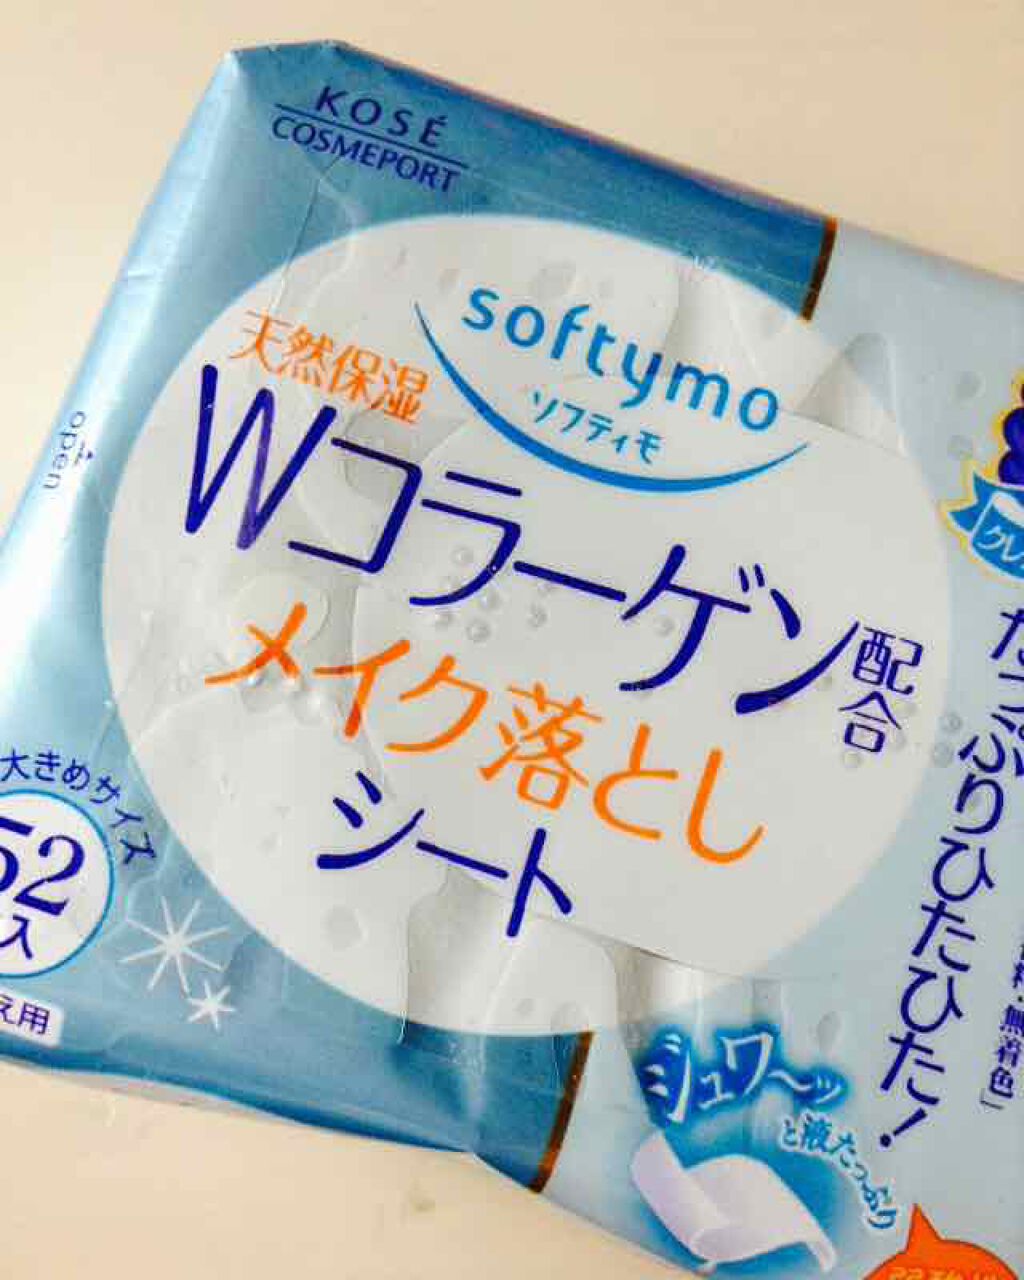 KOSÉ
COSMEPORT
softymo
ソフティモ
天然保湿
Wコラーゲン配合
メイク落とし
シート
open
大きめサイズ
52
入
え用
たっぷりひたひた!
無着色」
シュワ〜ッ
と液たっぷり